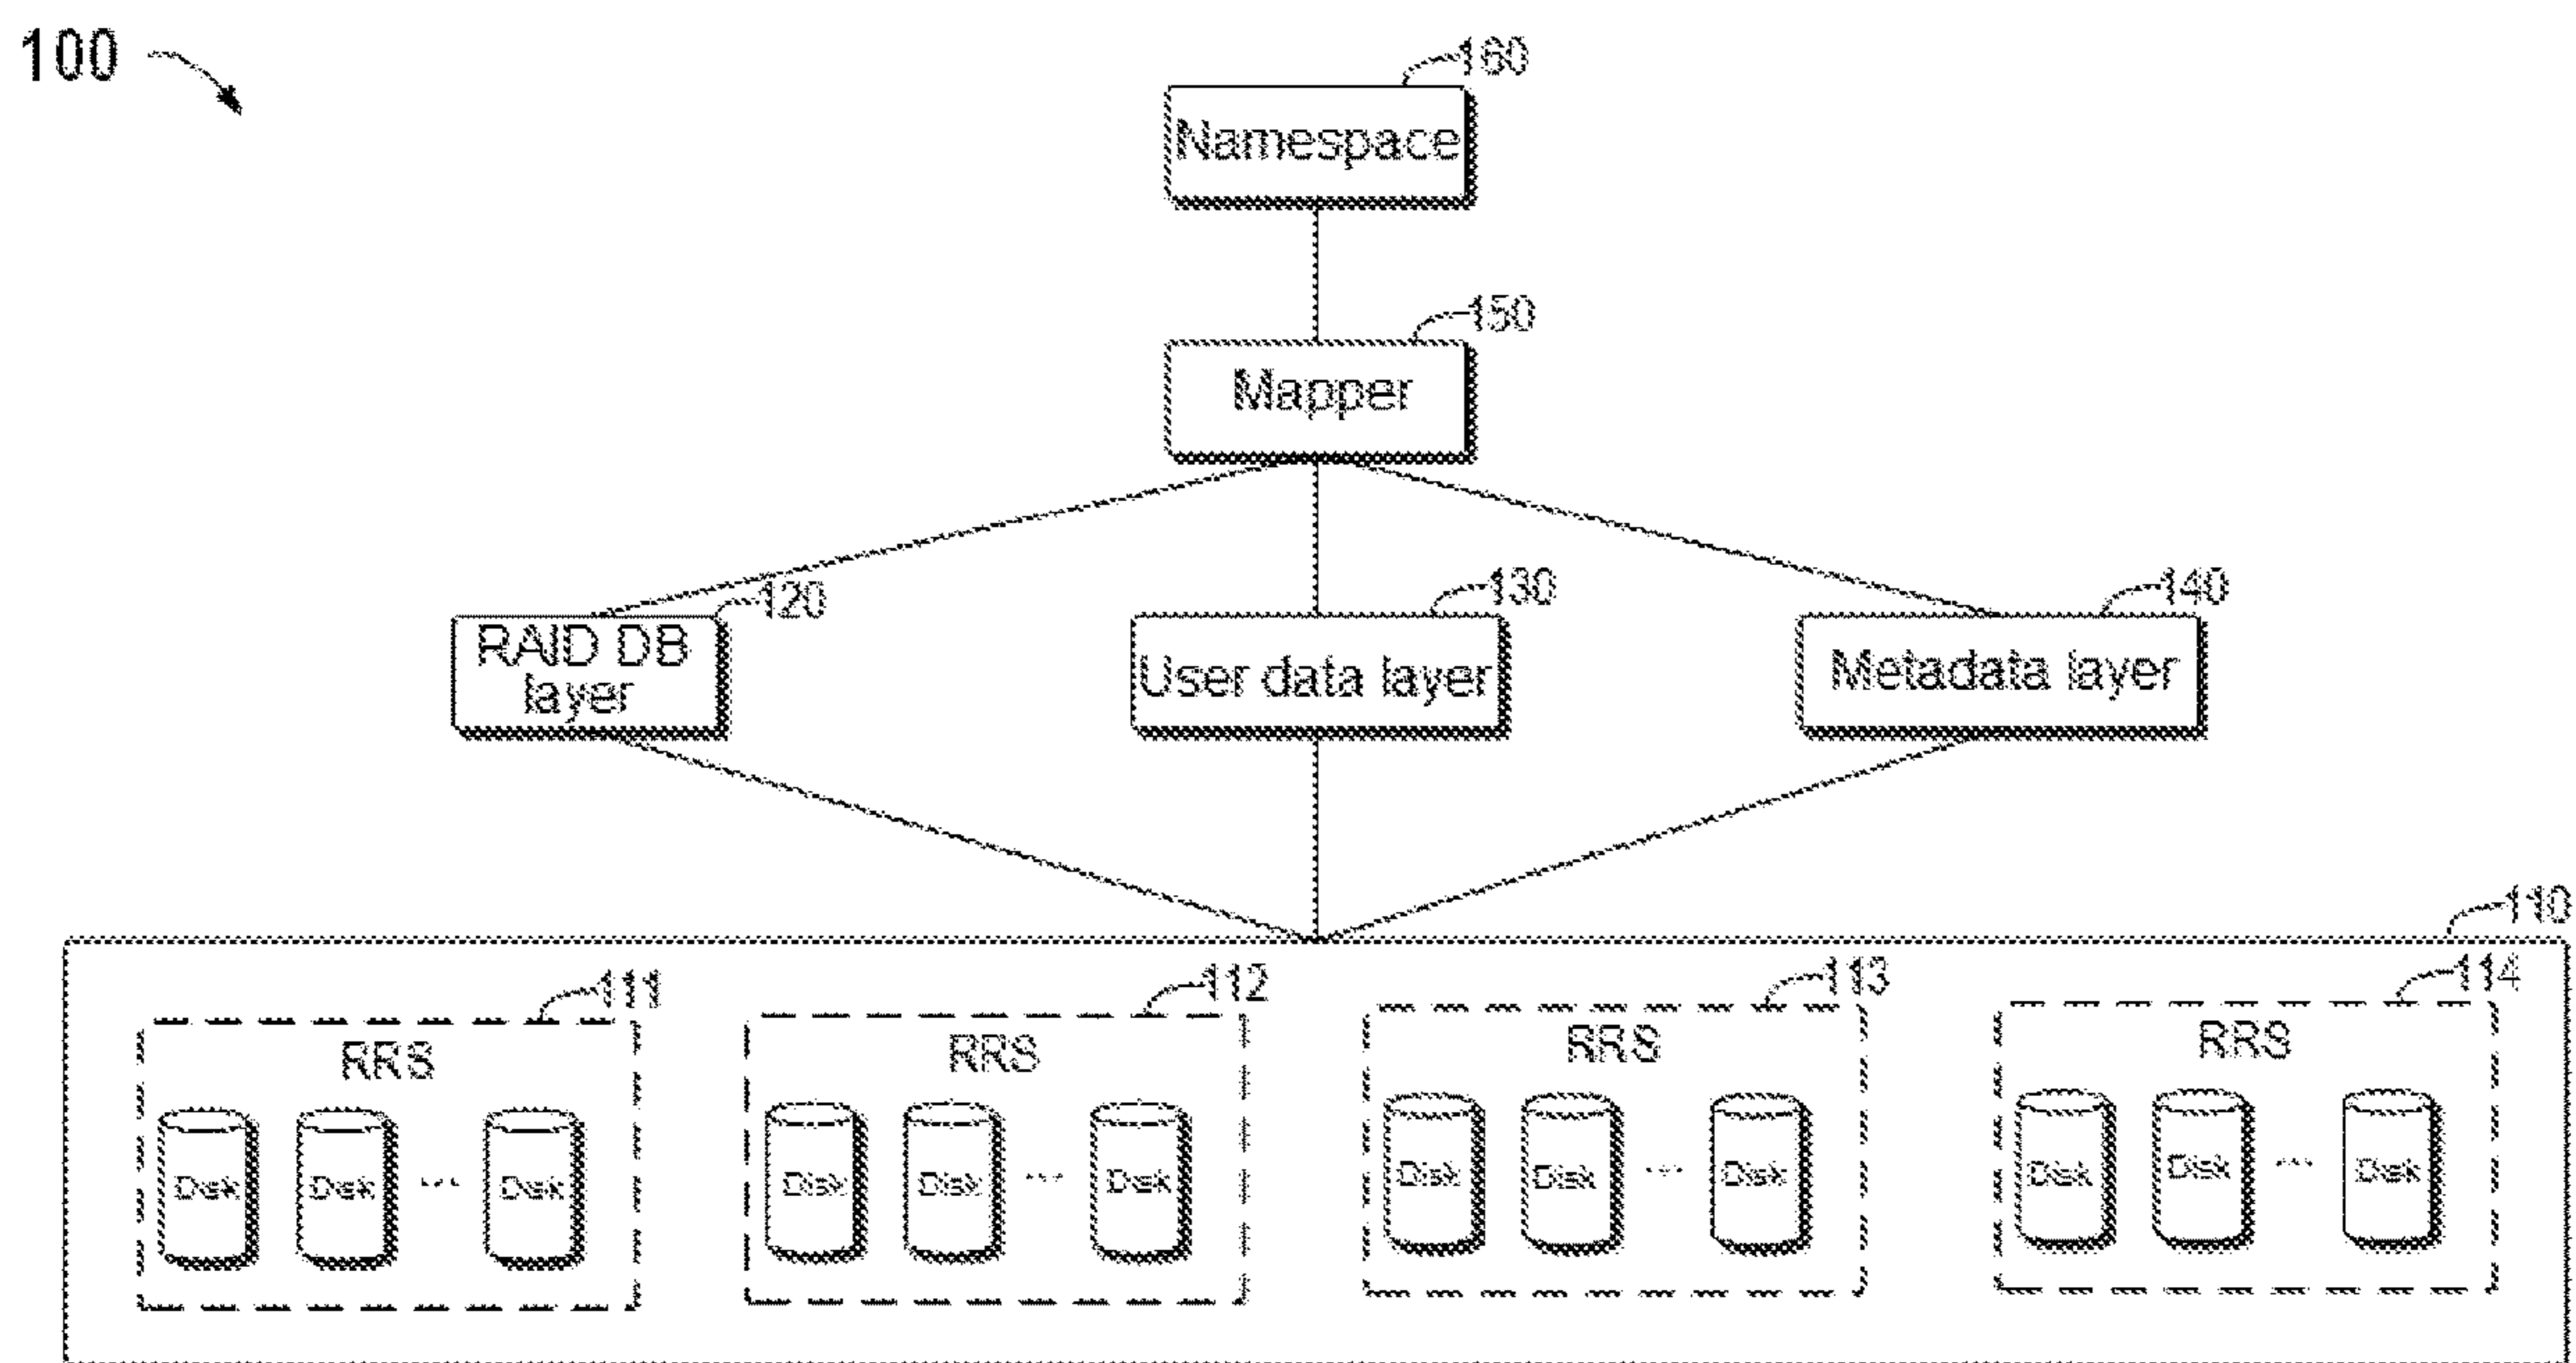 100
160
Namespace
150
Mapper
120
130
140
RAID DB
layer
User data layer
Metadata layer
110
111
112
113
114
RRS
RRS
RRS
RRS
Disk Disk ... Disk
Disk Disk ... Disk
Disk Disk ... Disk
Disk Disk ... Disk